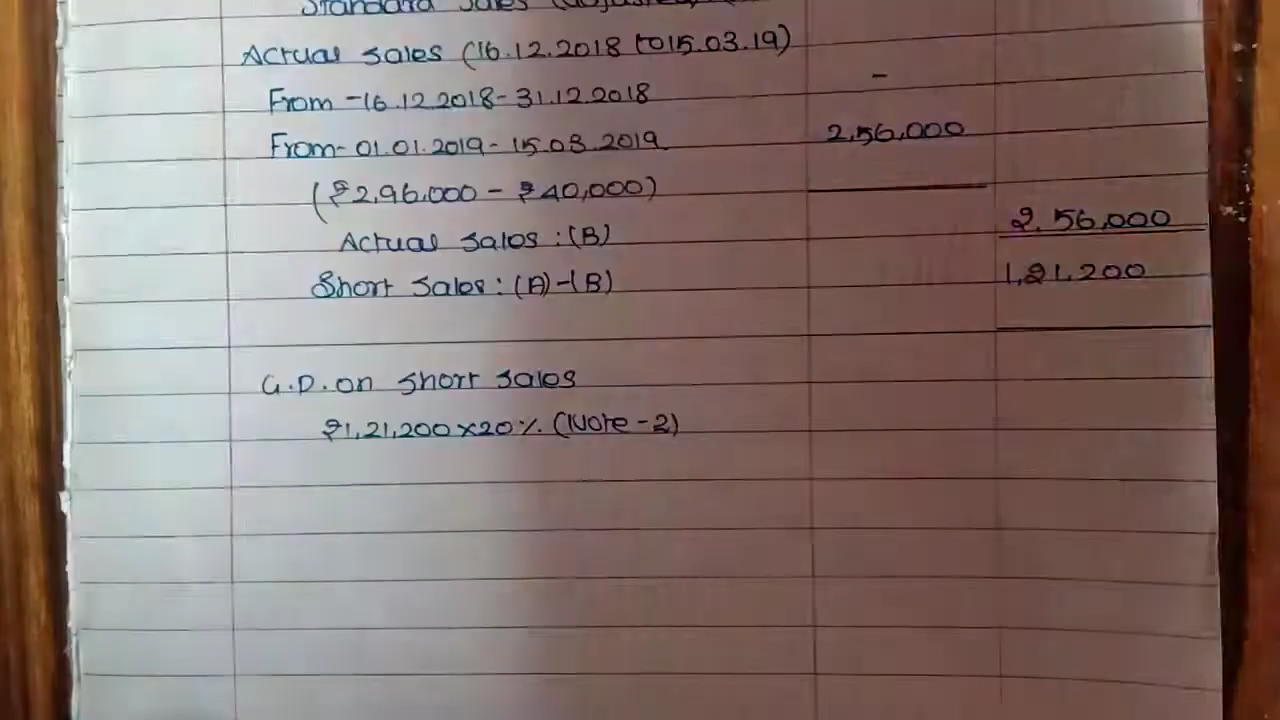 Standard Sales
Actual sales (16.12.2018 to 15.03.19)
From -16.12.2018-31.12.2018 -
From- 01.01.2019- 15.03.2019 2,56,000
(₹2,96,000 - ₹40,000)
Actual sales :(B) 2,56,000
Short sales: (A)-(B) 1,21,200
G.P. on short sales
₹1,21,200×20% (Note-2)